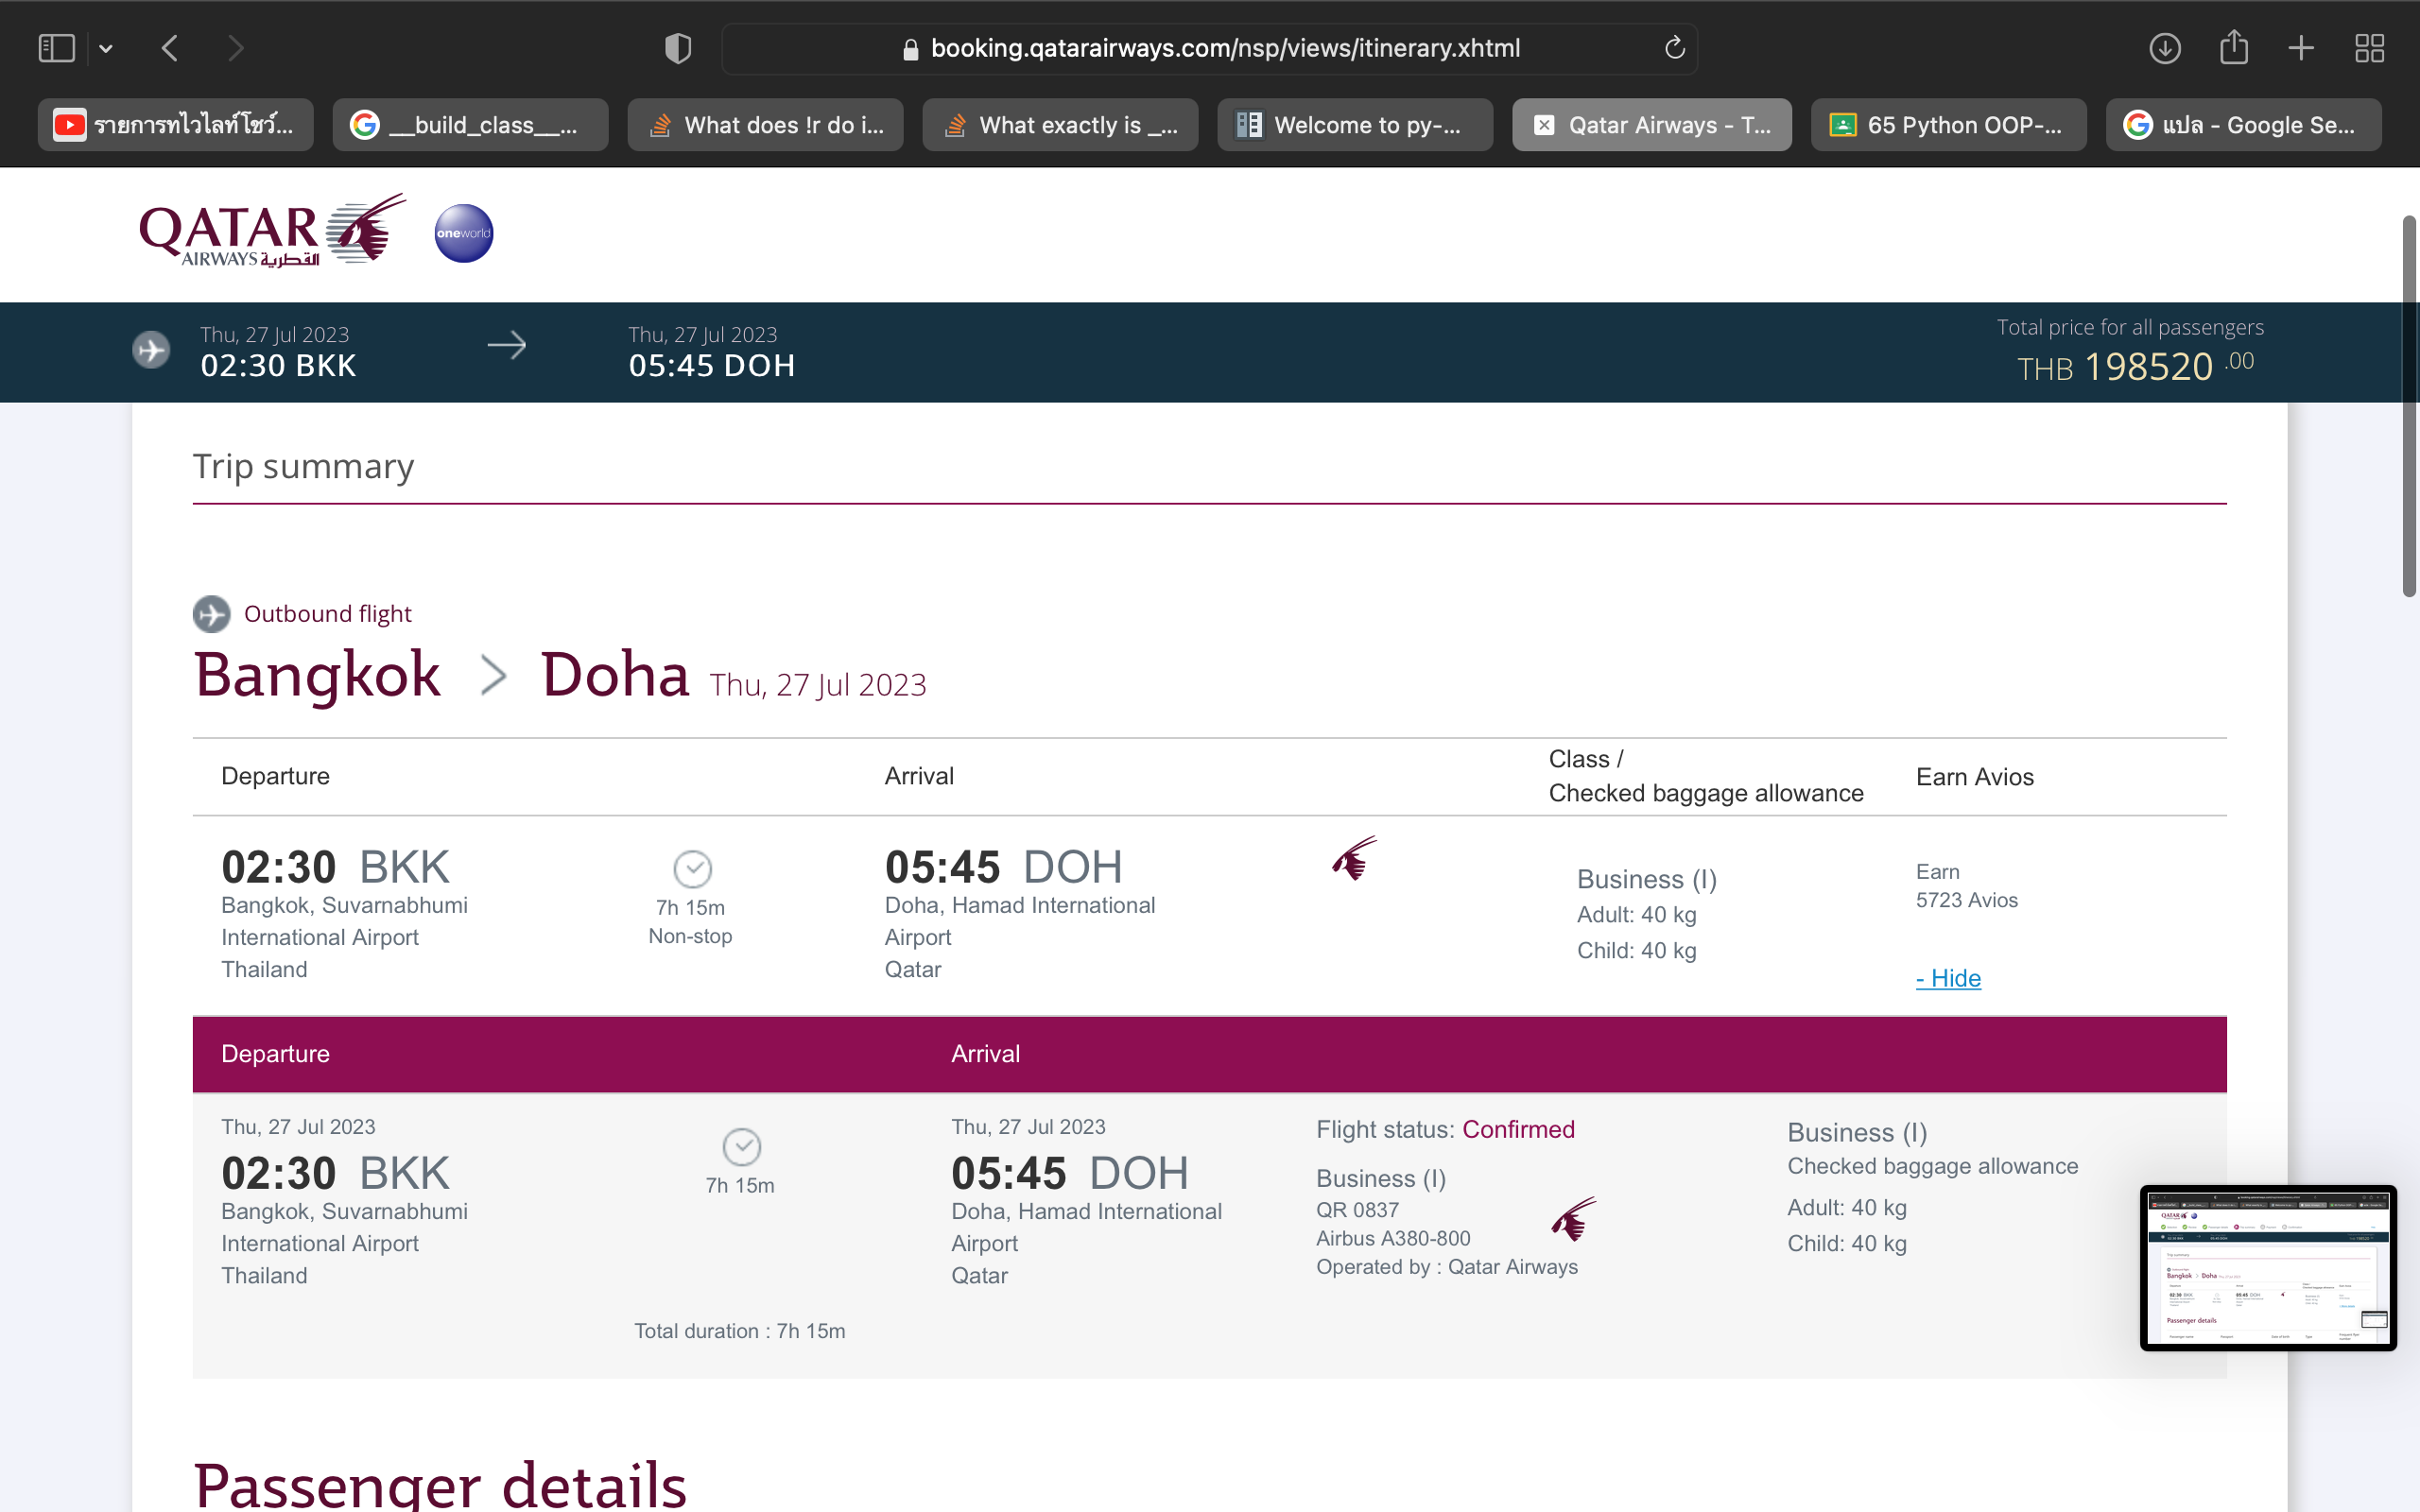 booking.qatarairways.com/nsp/views/itinerary.xhtml
รายการทไวไลท์โชว์...
__build_class__...
What does !r do i...
What exactly is _...
Welcome to py-...
Qatar Airways - T...
65 Python OOP-...
แปล - Google Se...
QATAR
AIRWAYS القطرية
oneworld
Thu, 27 Jul 2023
02:30 BKK
Thu, 27 Jul 2023
05:45 DOH
Total price for all passengers
THB 198520 .00
Trip summary
Outbound flight
Bangkok > Doha Thu, 27 Jul 2023
Departure
Arrival
Class /
Checked baggage allowance
Earn Avios
02:30 BKK
Bangkok, Suvarnabhumi
International Airport
Thailand
7h 15m
Non-stop
05:45 DOH
Doha, Hamad International
Airport
Qatar
Business (I)
Adult: 40 kg
Child: 40 kg
Earn
5723 Avios
- Hide
Departure
Arrival
Thu, 27 Jul 2023
02:30 BKK
Bangkok, Suvarnabhumi
International Airport
Thailand
7h 15m
Thu, 27 Jul 2023
05:45 DOH
Doha, Hamad International
Airport
Qatar
Flight status: Confirmed
Business (I)
QR 0837
Airbus A380-800
Operated by : Qatar Airways
Business (I)
Checked baggage allowance
Adult: 40 kg
Child: 40 kg
Total duration : 7h 15m
Bangkok > Doha
Passenger details
Passenger details